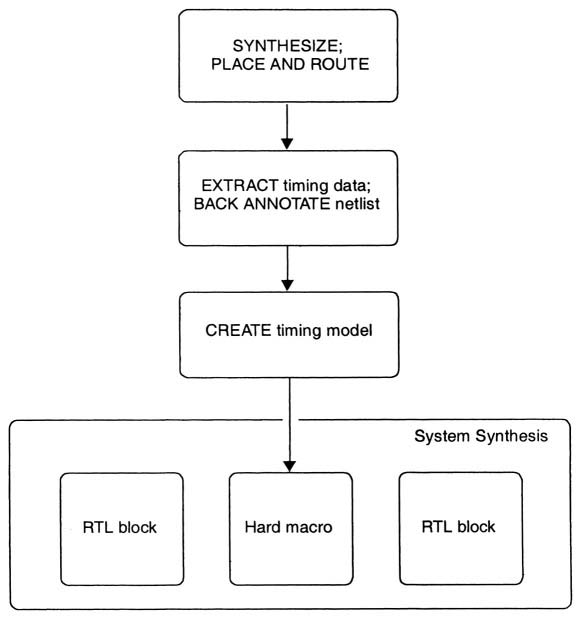 SYNTHESIZE;
PLACE AND ROUTE
EXTRACT timing data;
BACK ANNOTATE netlist
CREATE timing model
System Synthesis
RTL block
Hard macro
RTL block